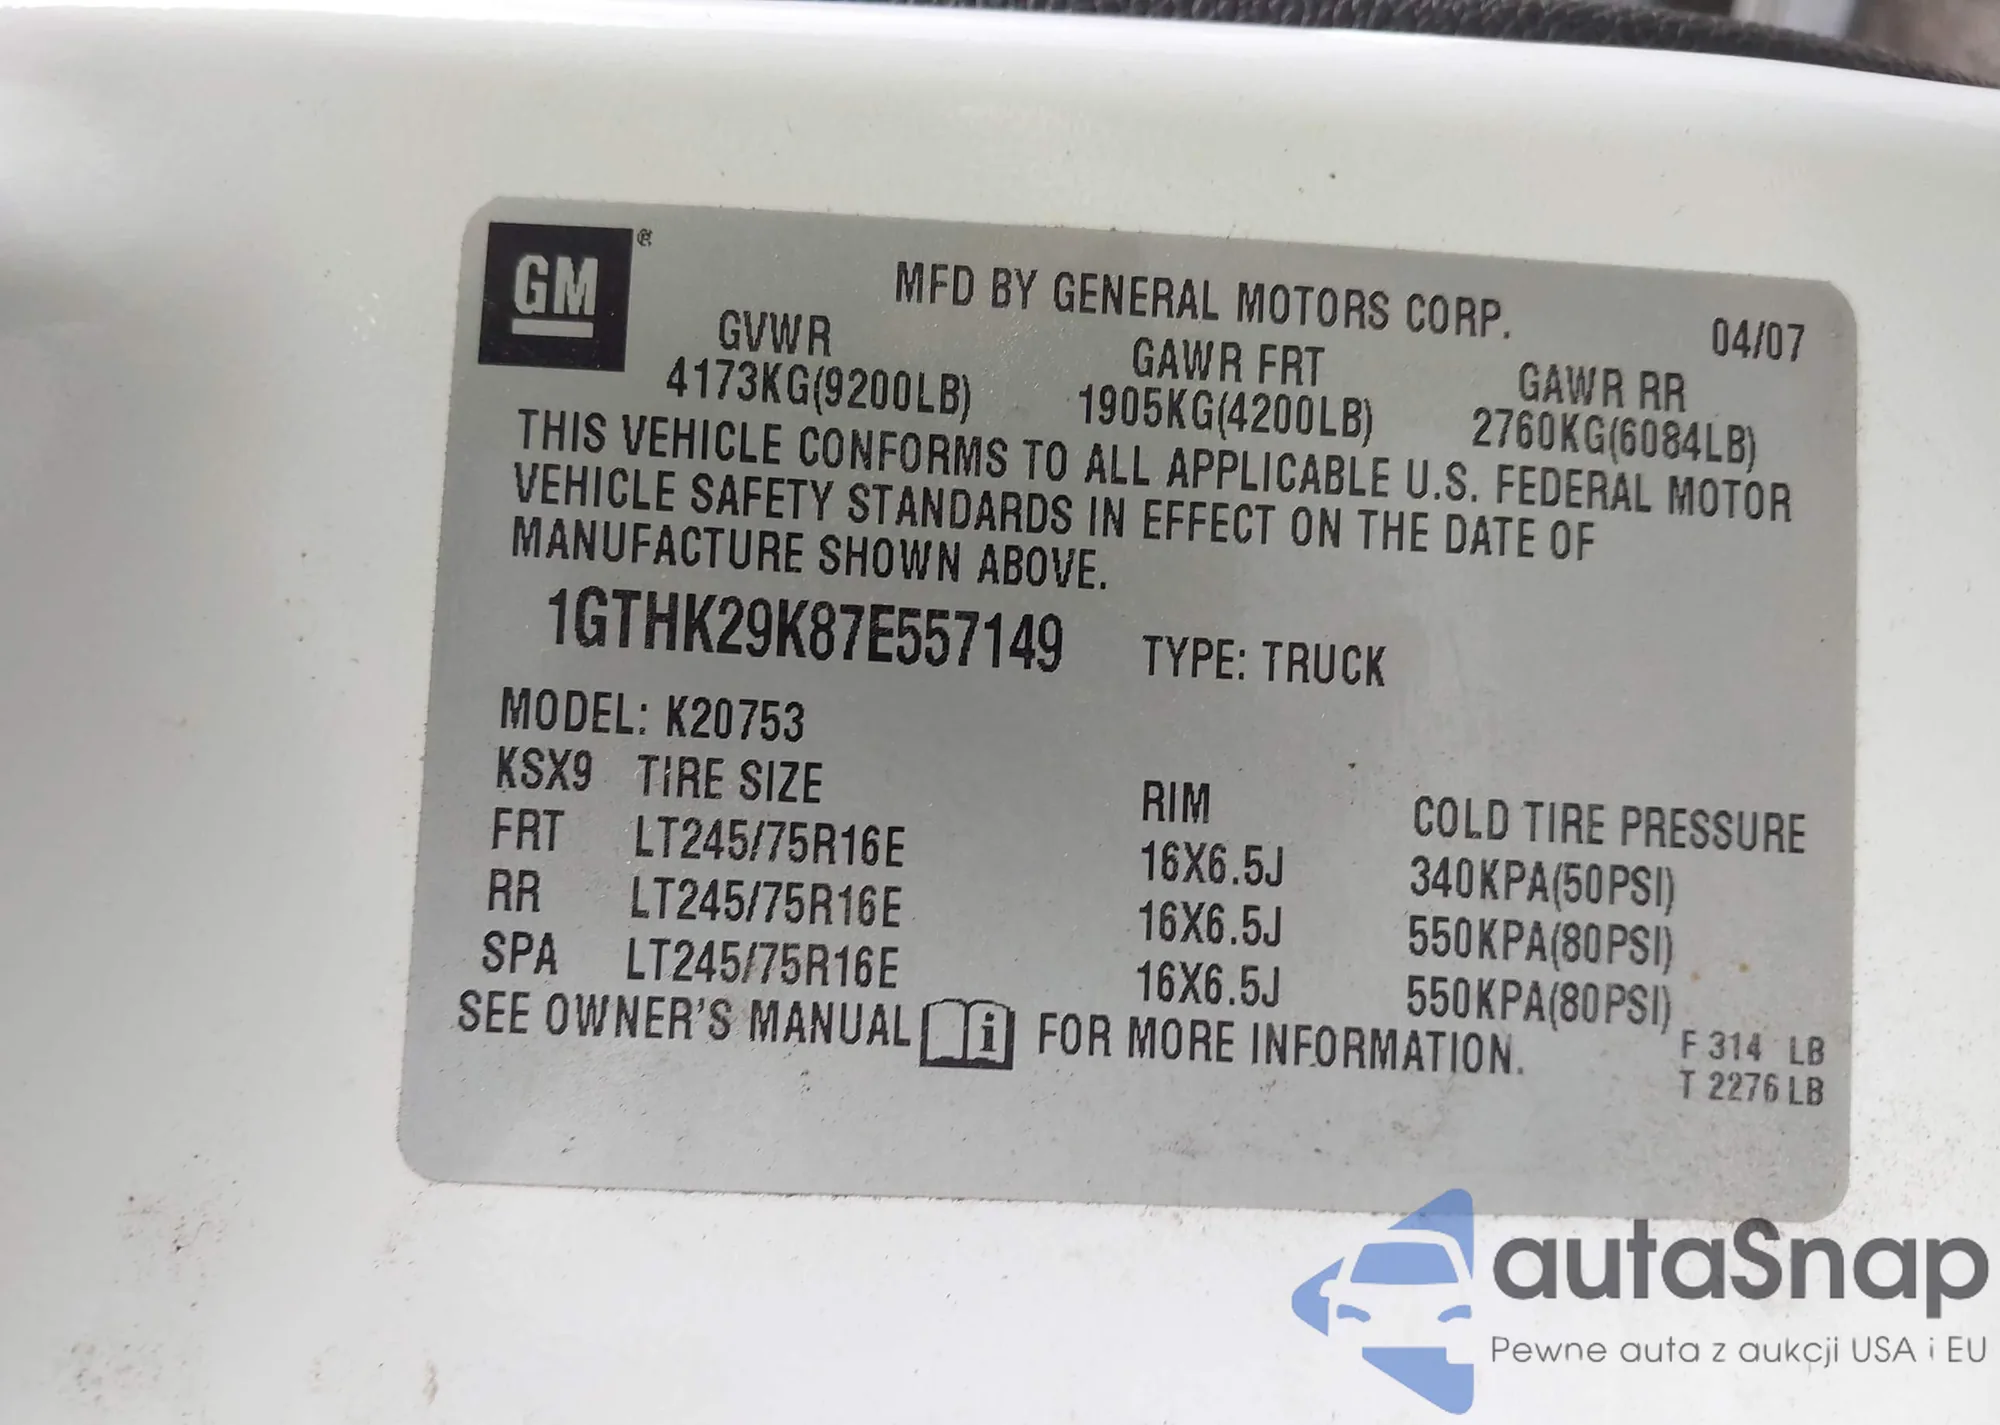 GM ®
MFD BY GENERAL MOTORS CORP. 04/07
GVWR GAWR FRT GAWR RR
4173KG(9200LB) 1905KG(4200LB) 2760KG(6084LB)
THIS VEHICLE CONFORMS TO ALL APPLICABLE U.S. FEDERAL MOTOR
VEHICLE SAFETY STANDARDS IN EFFECT ON THE DATE OF
MANUFACTURE SHOWN ABOVE.
1GTHK29K87E557149 TYPE: TRUCK
MODEL: K20753
KSX9 TIRE SIZE RIM COLD TIRE PRESSURE
FRT LT245/75R16E 16X6.5J 340KPA(50PSI)
RR LT245/75R16E 16X6.5J 550KPA(80PSI)
SPA LT245/75R16E 16X6.5J 550KPA(80PSI)
SEE OWNER'S MANUAL i FOR MORE INFORMATION.
F 314 LB
T 2276 LB
autaSnap
Pewne auta z aukcji USA i EU